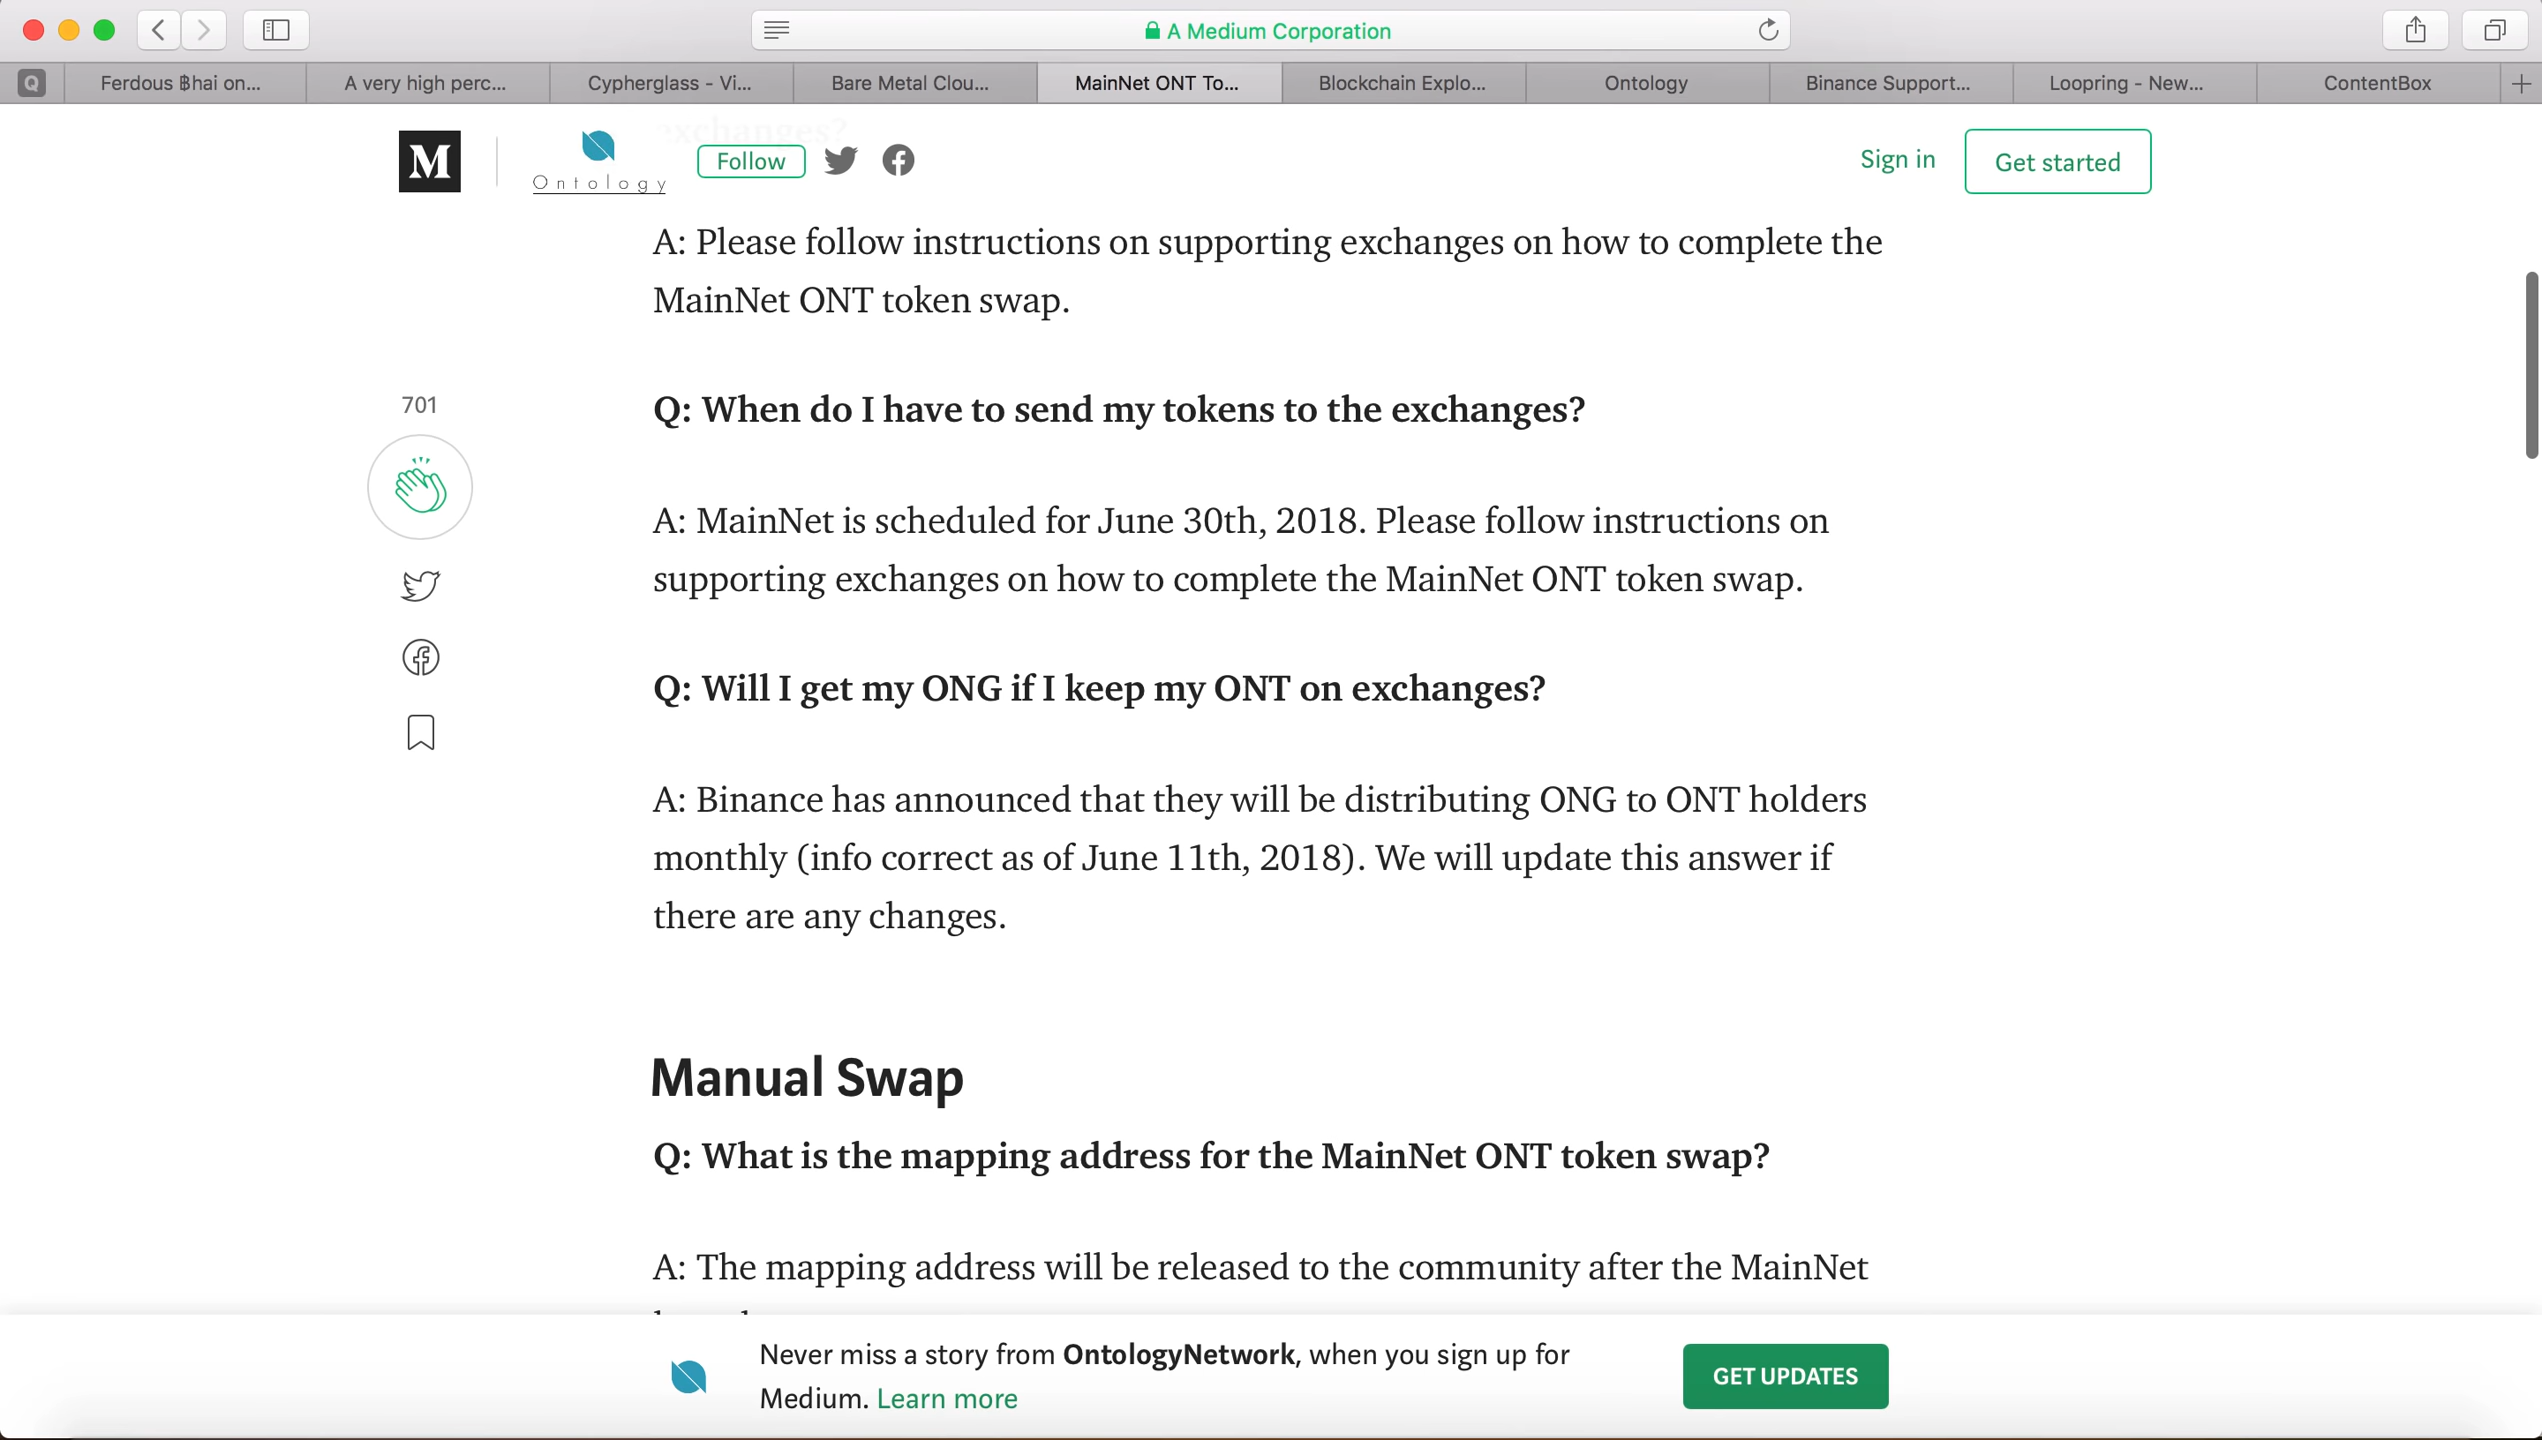 A Medium Corporation
Q
Ferdous ฿hai on...
A very high perc...
Cypherglass - Vi...
Bare Metal Clou...
MainNet ONT To...
Blockchain Explo...
Ontology
Binance Support...
Loopring - New...
ContentBox
exchanges?
M
Ontology
Follow
Sign in
Get started
A: Please follow instructions on supporting exchanges on how to complete the
MainNet ONT token swap.
701
Q: When do I have to send my tokens to the exchanges?
A: MainNet is scheduled for June 30th, 2018. Please follow instructions on
supporting exchanges on how to complete the MainNet ONT token swap.
Q: Will I get my ONG if I keep my ONT on exchanges?
A: Binance has announced that they will be distributing ONG to ONT holders
monthly (info correct as of June 11th, 2018). We will update this answer if
there are any changes.
Manual Swap
Q: What is the mapping address for the MainNet ONT token swap?
A: The mapping address will be released to the community after the MainNet
Never miss a story from OntologyNetwork, when you sign up for
Medium. Learn more
GET UPDATES